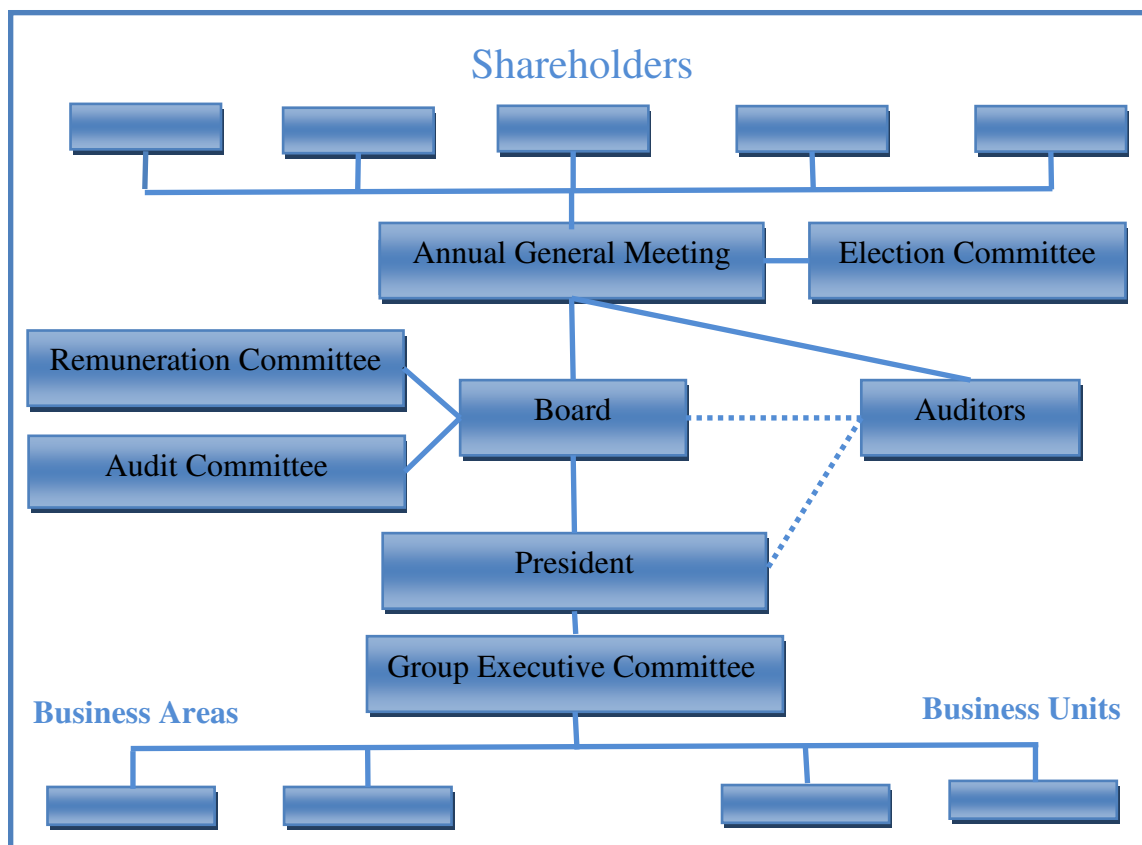 Shareholders
Annual General Meeting
Election Committee
Remuneration Committee
Board
Auditors
Audit Committee
President
Group Executive Committee
Business Areas
Business Units